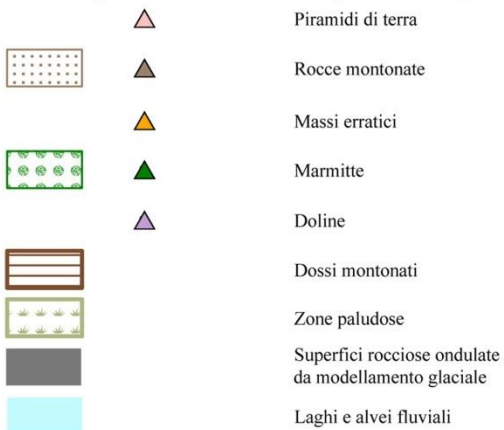 Piramidi di terra
Rocce montonate
Massi erratici
Marmitte
Doline
Dossi montonati
Zone paludose
Superfici rocciose ondulate
da modellamento glaciale
Laghi e alvei fluviali